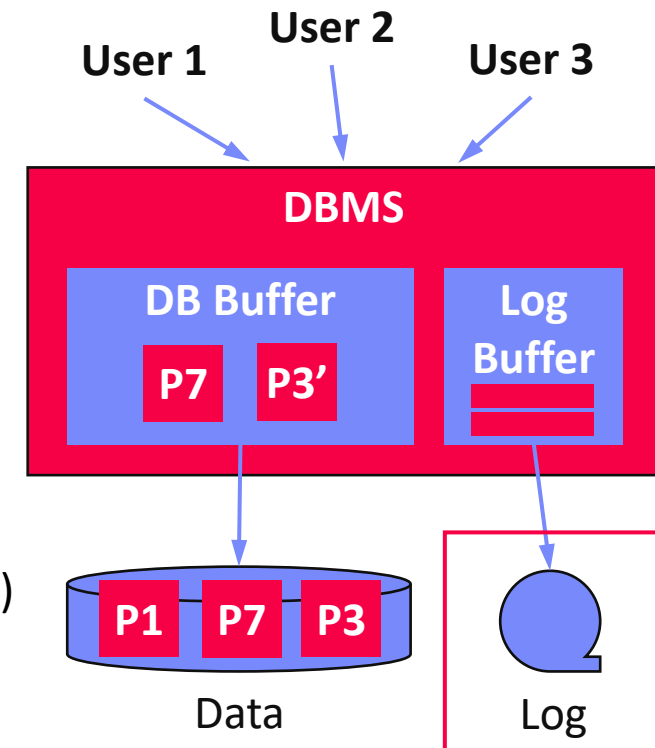 User 1
User 2
User 3
DBMS
DB Buffer
P7
P3’
Log
Buffer
)
P1
P7
P3
Data
Log